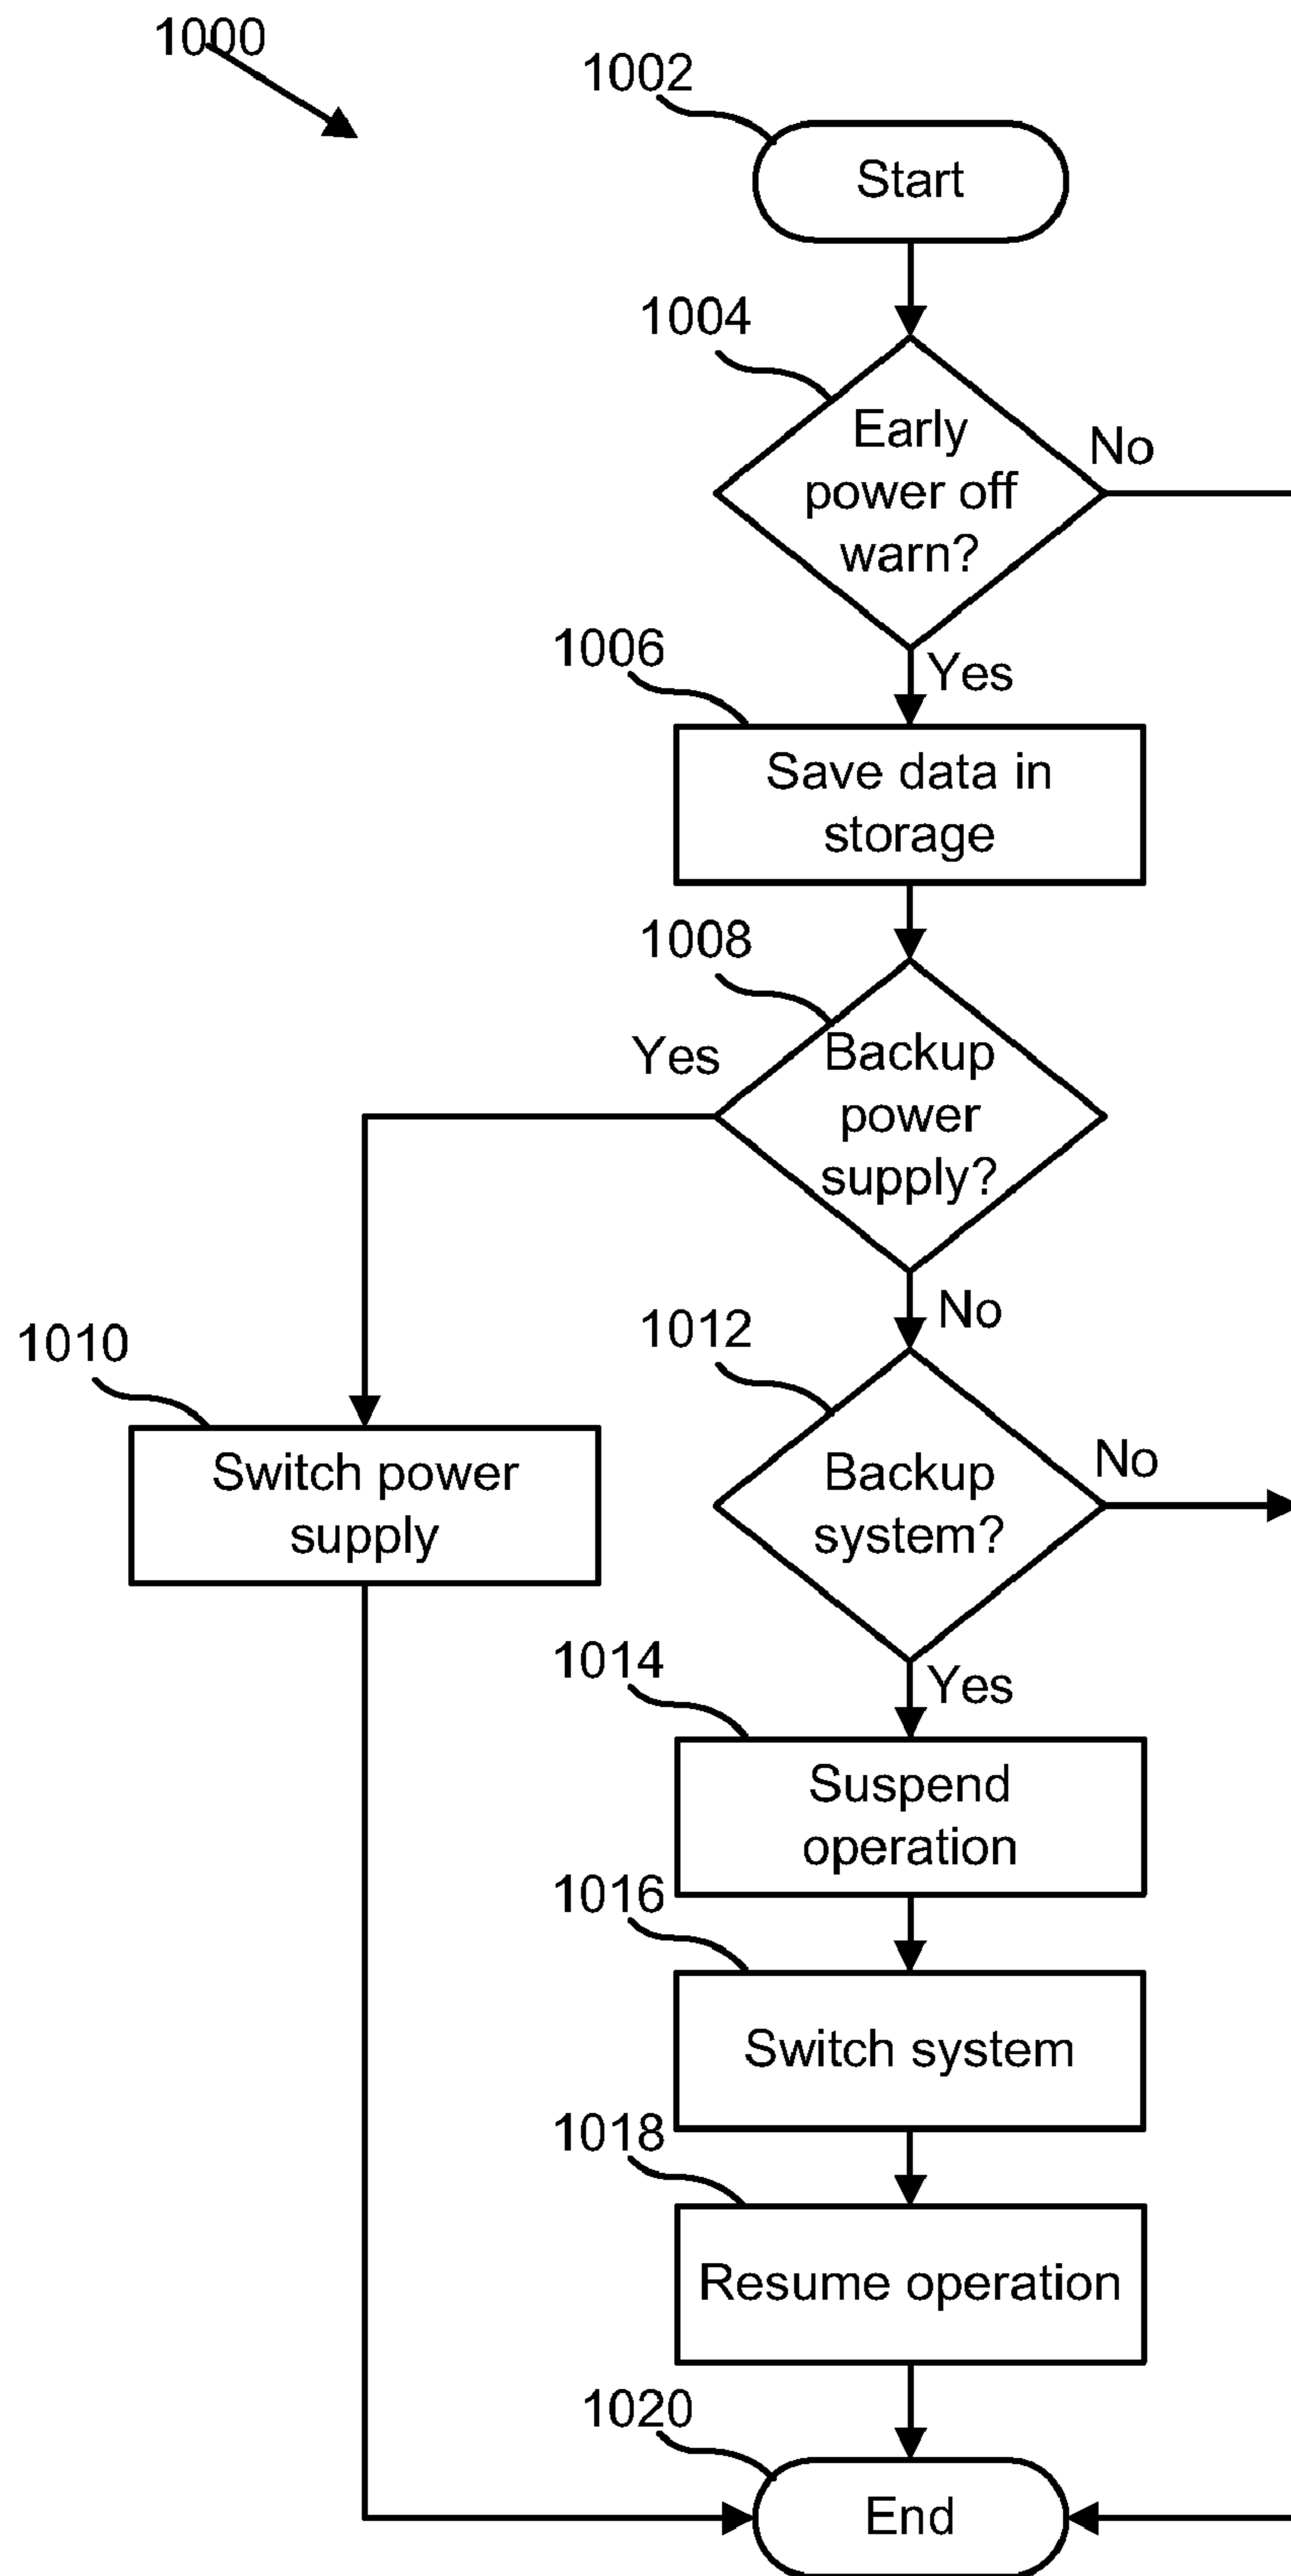 1000
1002
Start
1004
Early
power off
warn?
No
Yes
1006
Save data in
storage
1008
Yes
Backup
power
supply?
No
1010
Switch power
supply
1012
Backup
system?
No
Yes
1014
Suspend
operation
1016
Switch system
1018
Resume operation
1020
End